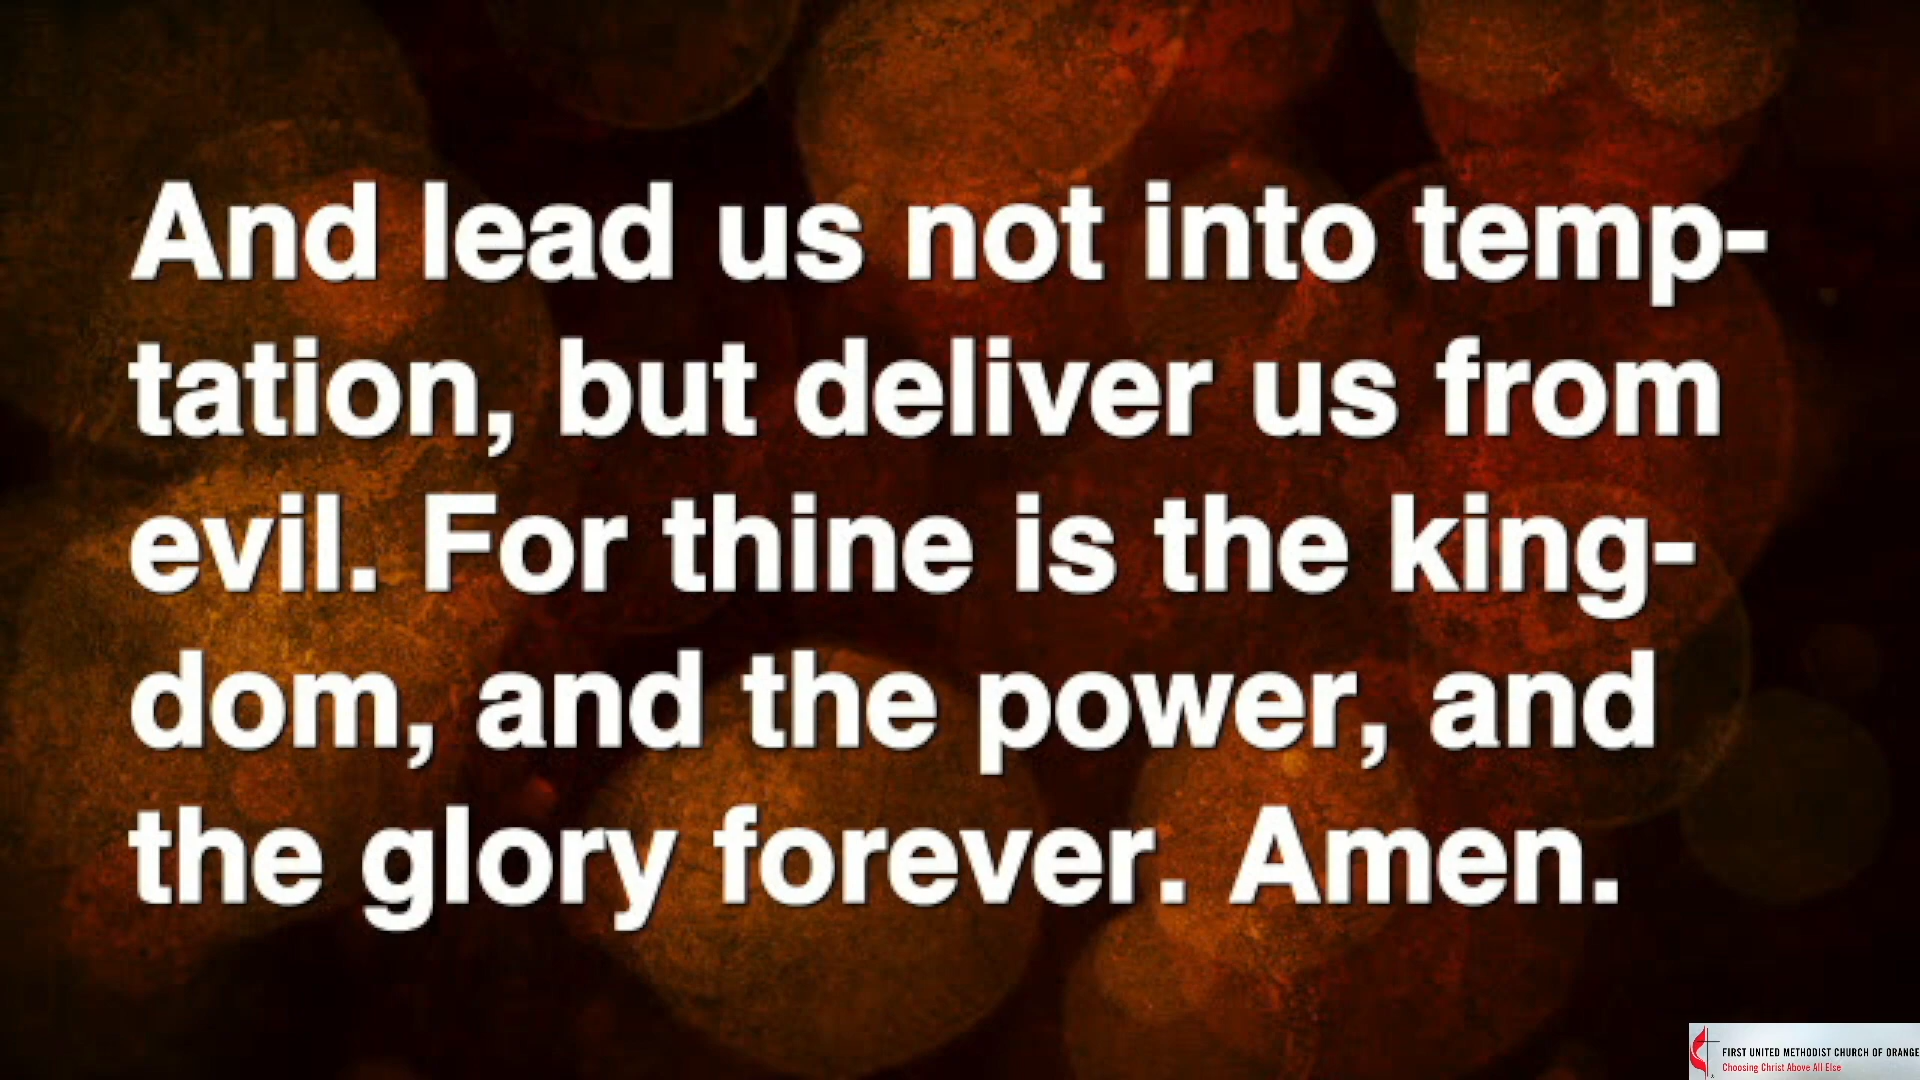 And lead us not into temp-
tation, but deliver us from
evil. For thine is the king-
dom, and the power, and
the glory forever. Amen.
FIRST UNITED METHODIST CHURCH OF ORANGE
Choosing Christ Above All Else